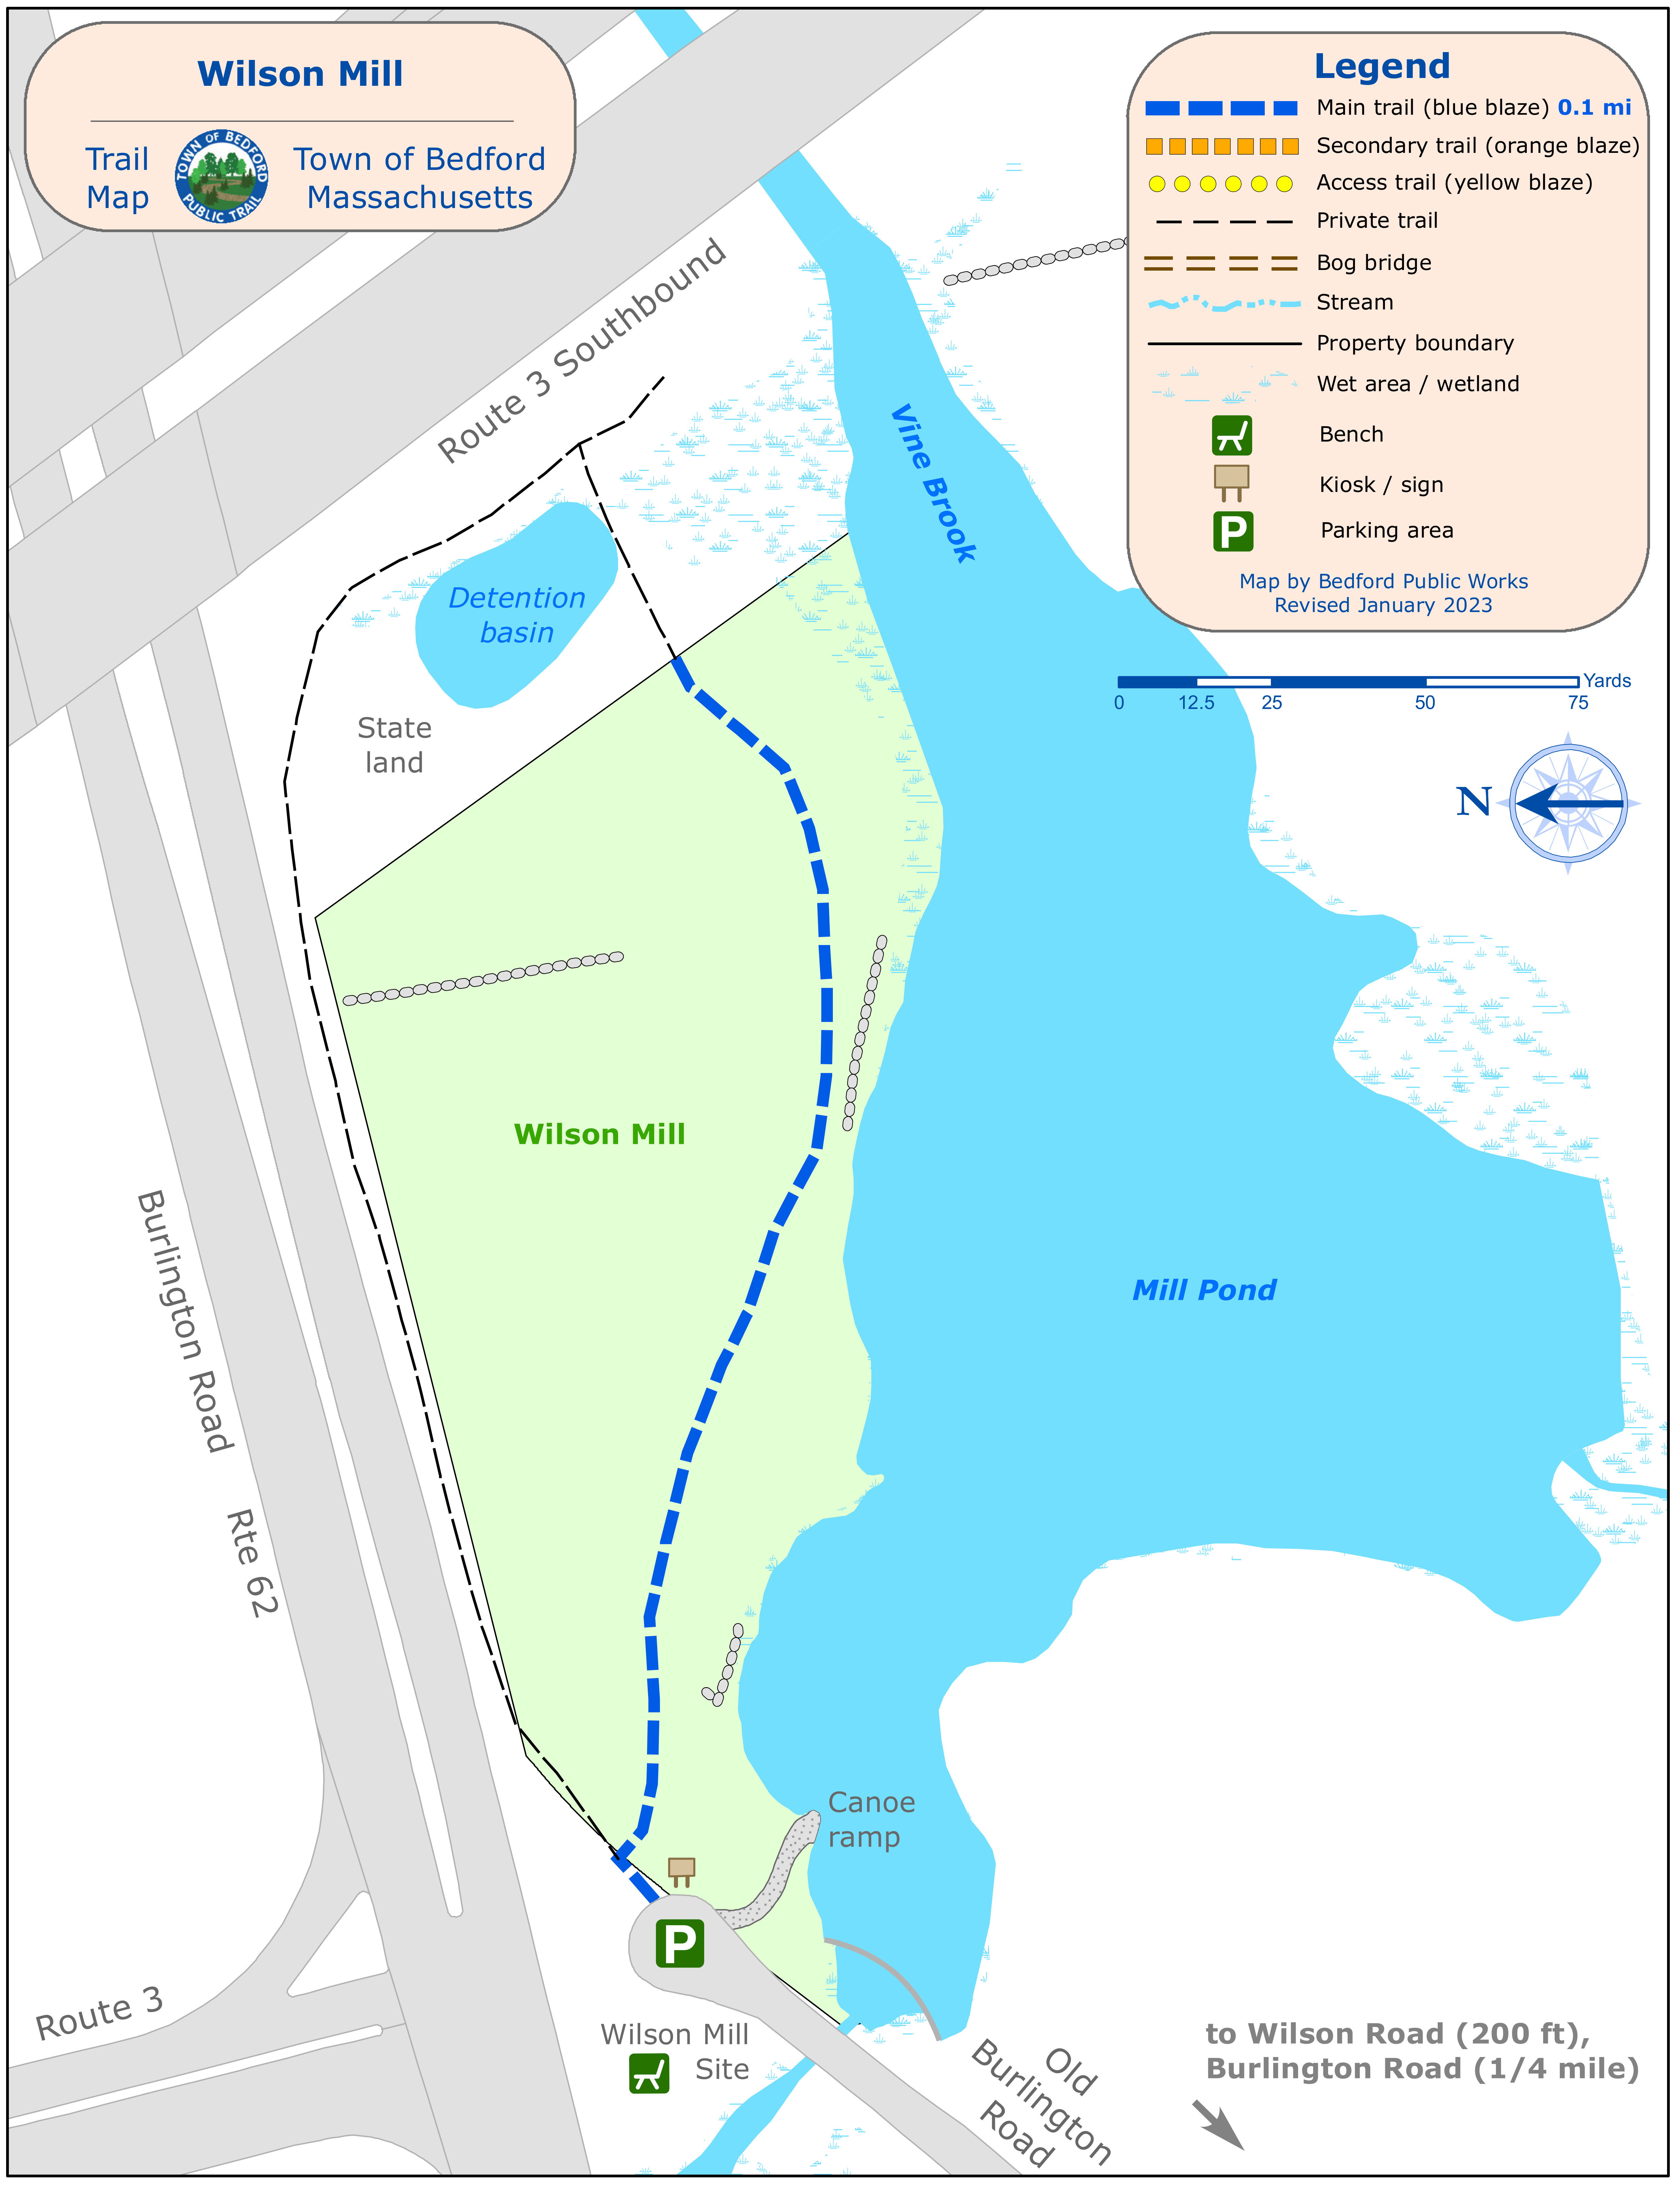 Wilson Mill
Trail
Map
TOWN OF BEDFORD
PUBLIC TRAIL
Town of Bedford
Massachusetts
Legend
Main trail (blue blaze) 0.1 mi
Secondary trail (orange blaze)
Access trail (yellow blaze)
Private trail
Bog bridge
Stream
Property boundary
Wet area / wetland
Bench
Kiosk / sign
P Parking area
Map by Bedford Public Works
Revised January 2023
Yards
0 12.5 25 50 75
N
Route 3 Southbound
Vine Brook
Detention
basin
State
land
Wilson Mill
Burlington Road
Rte 62
Mill Pond
Canoe
ramp
P
Route 3
Wilson Mill
Site
Old
Burlington
Road
to Wilson Road (200 ft),
Burlington Road (1/4 mile)